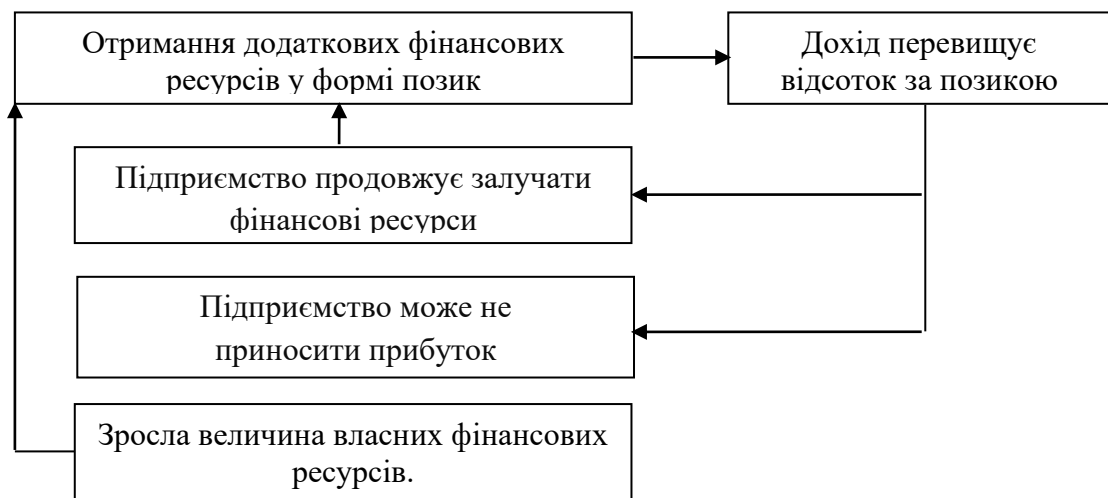 Отримання додаткових фінансових
ресурсів у формі позик
Дохід перевищує
відсоток за позикою
Підприємство продовжує залучати
фінансові ресурси
Підприємство може не
приносити прибуток
Зросла величина власних фінансових
ресурсів.